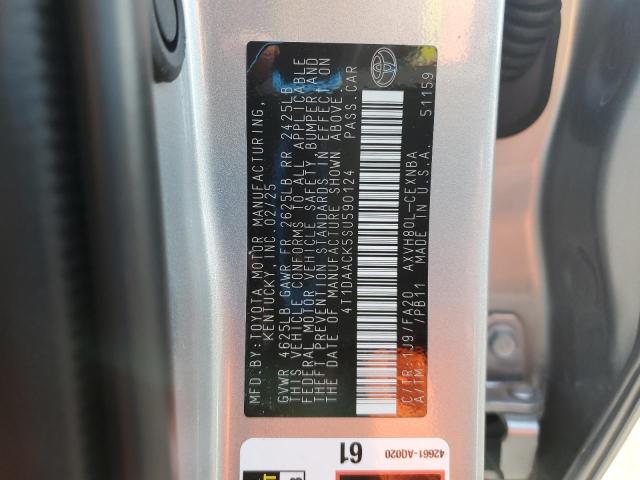 MFD.BY:TOYOTA MOTOR MANUFACTURING,
KENTUCKY, INC. 02/25
GVWR 4625LB GAWR FR 2625LB RR 2425LB
THIS VEHICLE CONFORMS TO ALL APPLICABLE
FEDERAL MOTOR VEHICLE SAFETY, BUMPER, AND
THEFT PREVENTION STANDARDS IN EFFECT ON
THE DATE OF MANUFACTURE SHOWN ABOVE.
4T1DAACK5SU590124 PASS.CAR
C/TR:1J9/FA20 AXVH80L-CEXNBA
A/TM: /PB11 MADE IN U.S.A. 51159
61
42661-AQ020